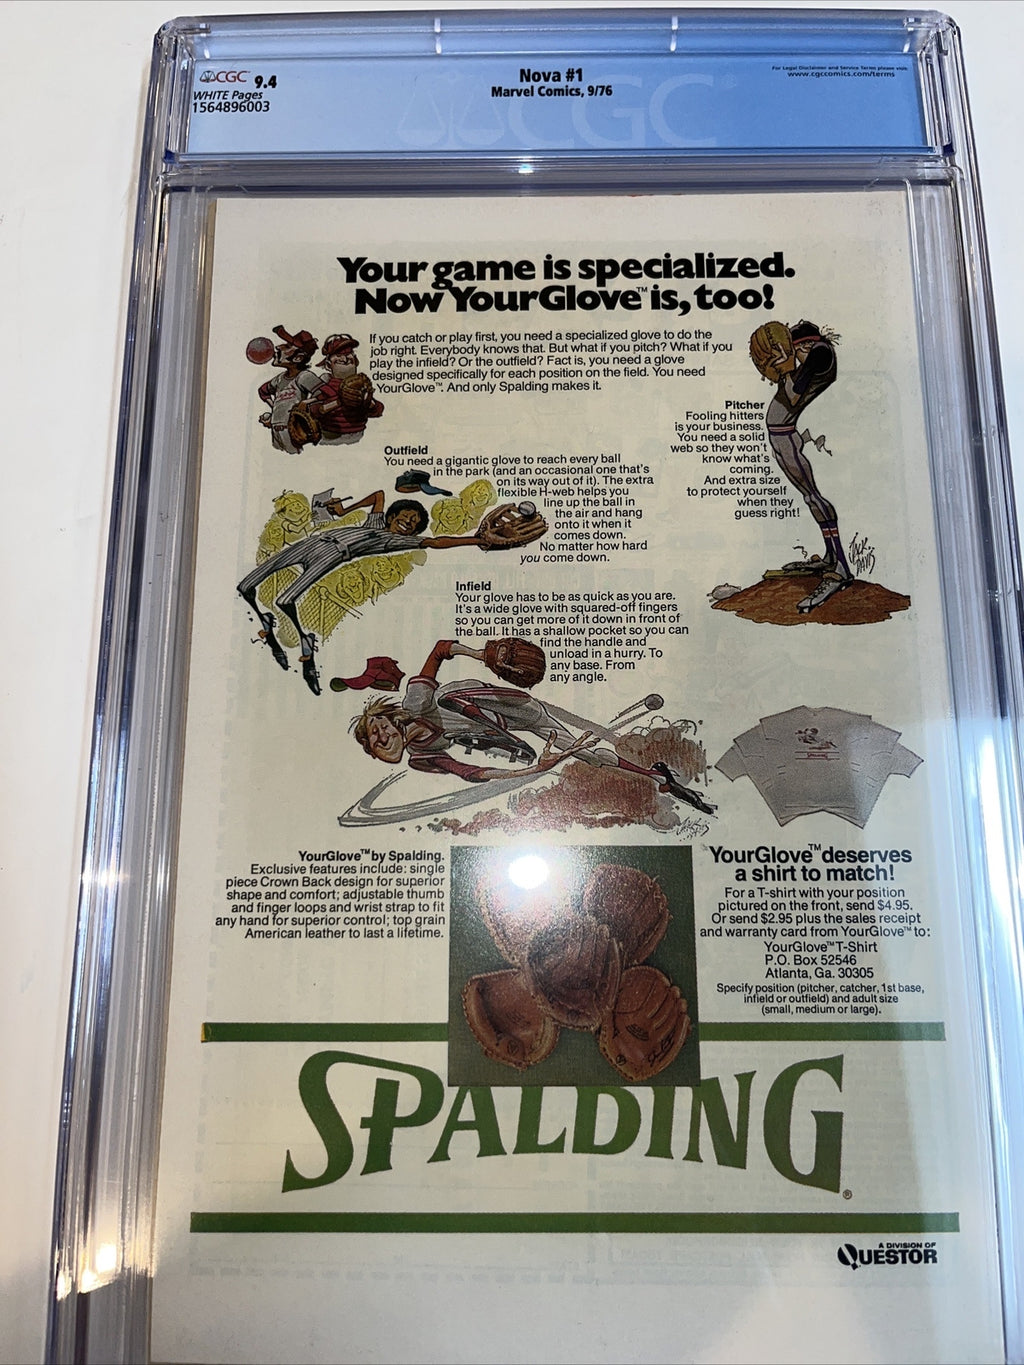 CGC 9.4
WHITE Pages
1564896003
Nova #1
Marvel Comics, 9/76
For Legal Disclaimer and Service Terms please visit:
www.cgccomics.com/terms
CGC
Your game is specialized.
Now YourGlove™ is, too!
If you catch or play first, you need a specialized glove to do the
job right. Everybody knows that. But what if you pitch? What if you
play the infield? Or the outfield? Fact is, you need a glove
designed specifically for each position on the field. You need
YourGlove™. And only Spalding makes it.
Pitcher
Fooling hitters
is your business.
You need a solid
web so they won't
know what's
coming.
And extra size
to protect yourself
when they
guess right!
Outfield
You need a gigantic glove to reach every ball
in the park (and an occasional one that's
on its way out of it). The extra
flexible H-web helps you
line up the ball in
the air and hang
onto it when it
comes down.
No matter how hard
you come down.
JACK DAVIS
Infield
Your glove has to be as quick as you are.
It's a wide glove with squared-off fingers
so you can get more of it down in front of
the ball. It has a shallow pocket so you can
find the handle and
unload in a hurry. To
any base. From
any angle.
SPALDING
YourGlove™ by Spalding.
Exclusive features include: single
piece Crown Back design for superior
shape and comfort; adjustable thumb
and finger loops and wrist strap to fit
any hand for superior control; top grain
American leather to last a lifetime.
YourGlove™ deserves
a shirt to match!
For a T-shirt with your position
pictured on the front, send $4.95.
Or send $2.95 plus the sales receipt
and warranty card from YourGlove™ to:
YourGlove™ T-Shirt
P.O. Box 52546
Atlanta, Ga. 30305
Specify position (pitcher, catcher, 1st base,
infield or outfield) and adult size
(small, medium or large).
SPALDING®
A DIVISION OF
QUESTOR